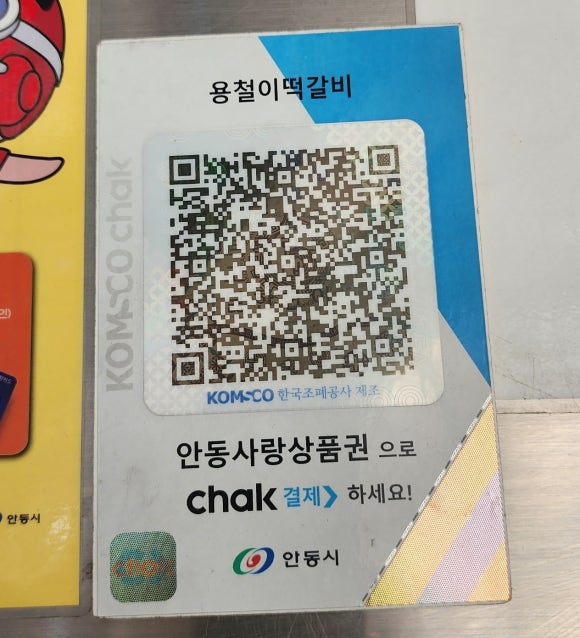 용철이떡갈비
KOMSCO chak
KOMSCO 한국조폐공사 제조
안동사랑상품권 으로
chak 결제 하세요!
안동시
안동시